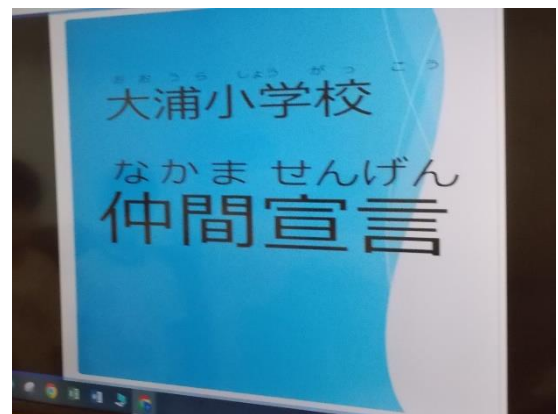 おおうらしょうがっこう
大浦小学校
なかませんげん
仲間宣言